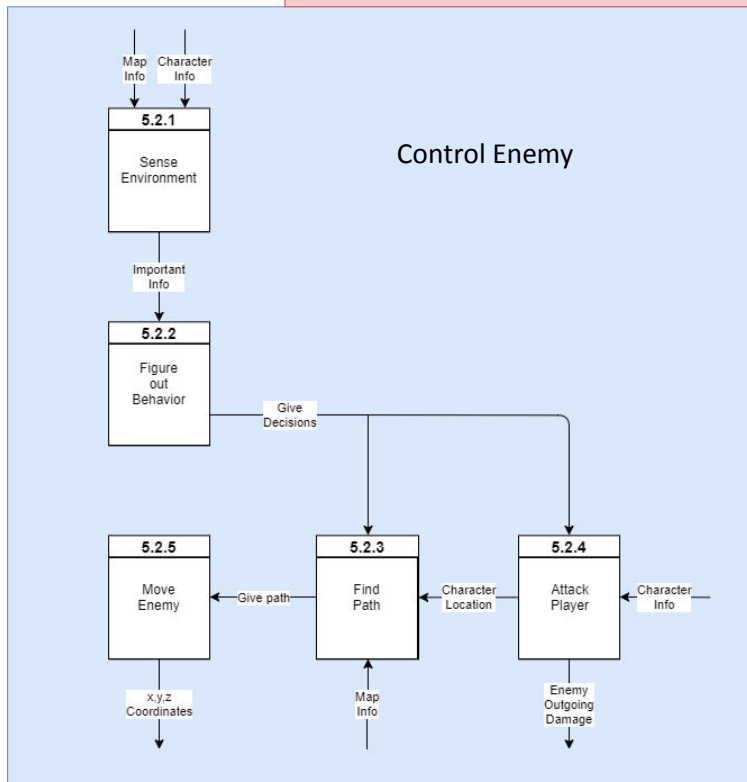 Map
Info
Character
Info
5.2.1
Sense
Environment
Control Enemy
Important
Info
5.2.2
Figure
out
Behavior
Give
Decisions
5.2.5
Move
Enemy
Give path
5.2.3
Find
Path
Character
Location
5.2.4
Attack
Player
Character
Info
x,y,z
Coordinates
Map
Info
Enemy
Outgoing
Damage